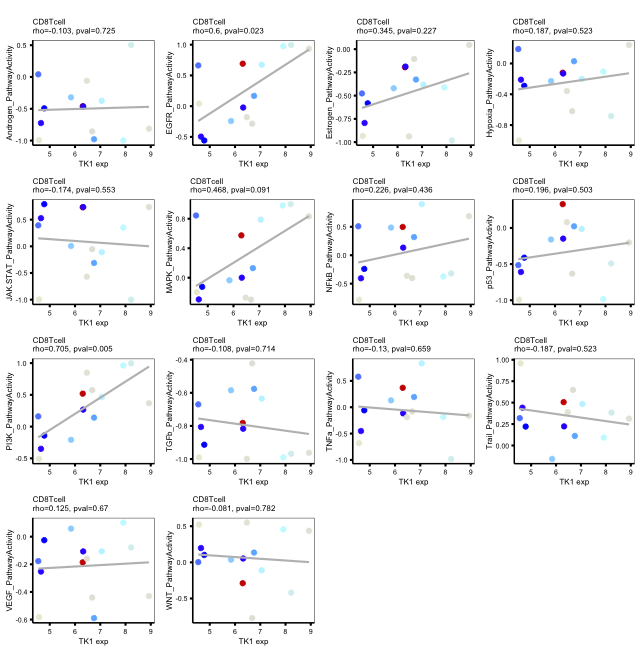 CD8Tcell
rho=-0.103, pval=0.725
Androgen_PathwayActivity
0.5
0.0
-0.5
-1.0
5 6 7 8 9
TK1 exp
CD8Tcell
rho=0.6, pval=0.023
EGFR_PathwayActivity
1.0
0.5
0.0
-0.5
5 6 7 8 9
TK1 exp
CD8Tcell
rho=0.345, pval=0.227
Estrogen_PathwayActivity
0.00
-0.25
-0.50
-0.75
-1.00
5 6 7 8 9
TK1 exp
CD8Tcell
rho=0.187, pval=0.523
Hypoxia_PathwayActivity
0.0
-0.4
-0.8
5 6 7 8 9
TK1 exp
CD8Tcell
rho=-0.174, pval=0.553
JAK.STAT_PathwayActivity
0.5
0.0
-0.5
-1.0
5 6 7 8 9
TK1 exp
CD8Tcell
rho=0.468, pval=0.091
MAPK_PathwayActivity
0.8
0.4
0.0
5 6 7 8 9
TK1 exp
CD8Tcell
rho=0.226, pval=0.436
NFkB_PathwayActivity
0.5
0.0
-0.5
5 6 7 8 9
TK1 exp
CD8Tcell
rho=0.196, pval=0.503
p53_PathwayActivity
0.0
-0.5
-1.0
5 6 7 8 9
TK1 exp
CD8Tcell
rho=0.705, pval=0.005
PI3K_PathwayActivity
1.0
0.5
0.0
-0.5
5 6 7 8 9
TK1 exp
CD8Tcell
rho=-0.108, pval=0.714
TGFb_PathwayActivity
-0.4
-0.6
-0.8
-1.0
5 6 7 8 9
TK1 exp
CD8Tcell
rho=-0.13, pval=0.659
TNFa_PathwayActivity
0.5
0.0
-0.5
-1.0
5 6 7 8 9
TK1 exp
CD8Tcell
rho=-0.187, pval=0.523
Trail_PathwayActivity
1.00
0.75
0.50
0.25
0.00
5 6 7 8 9
TK1 exp
CD8Tcell
rho=0.125, pval=0.67
VEGF_PathwayActivity
0.0
-0.2
-0.4
-0.6
5 6 7 8 9
TK1 exp
CD8Tcell
rho=-0.081, pval=0.782
WNT_PathwayActivity
0.5
0.0
-0.5
5 6 7 8 9
TK1 exp